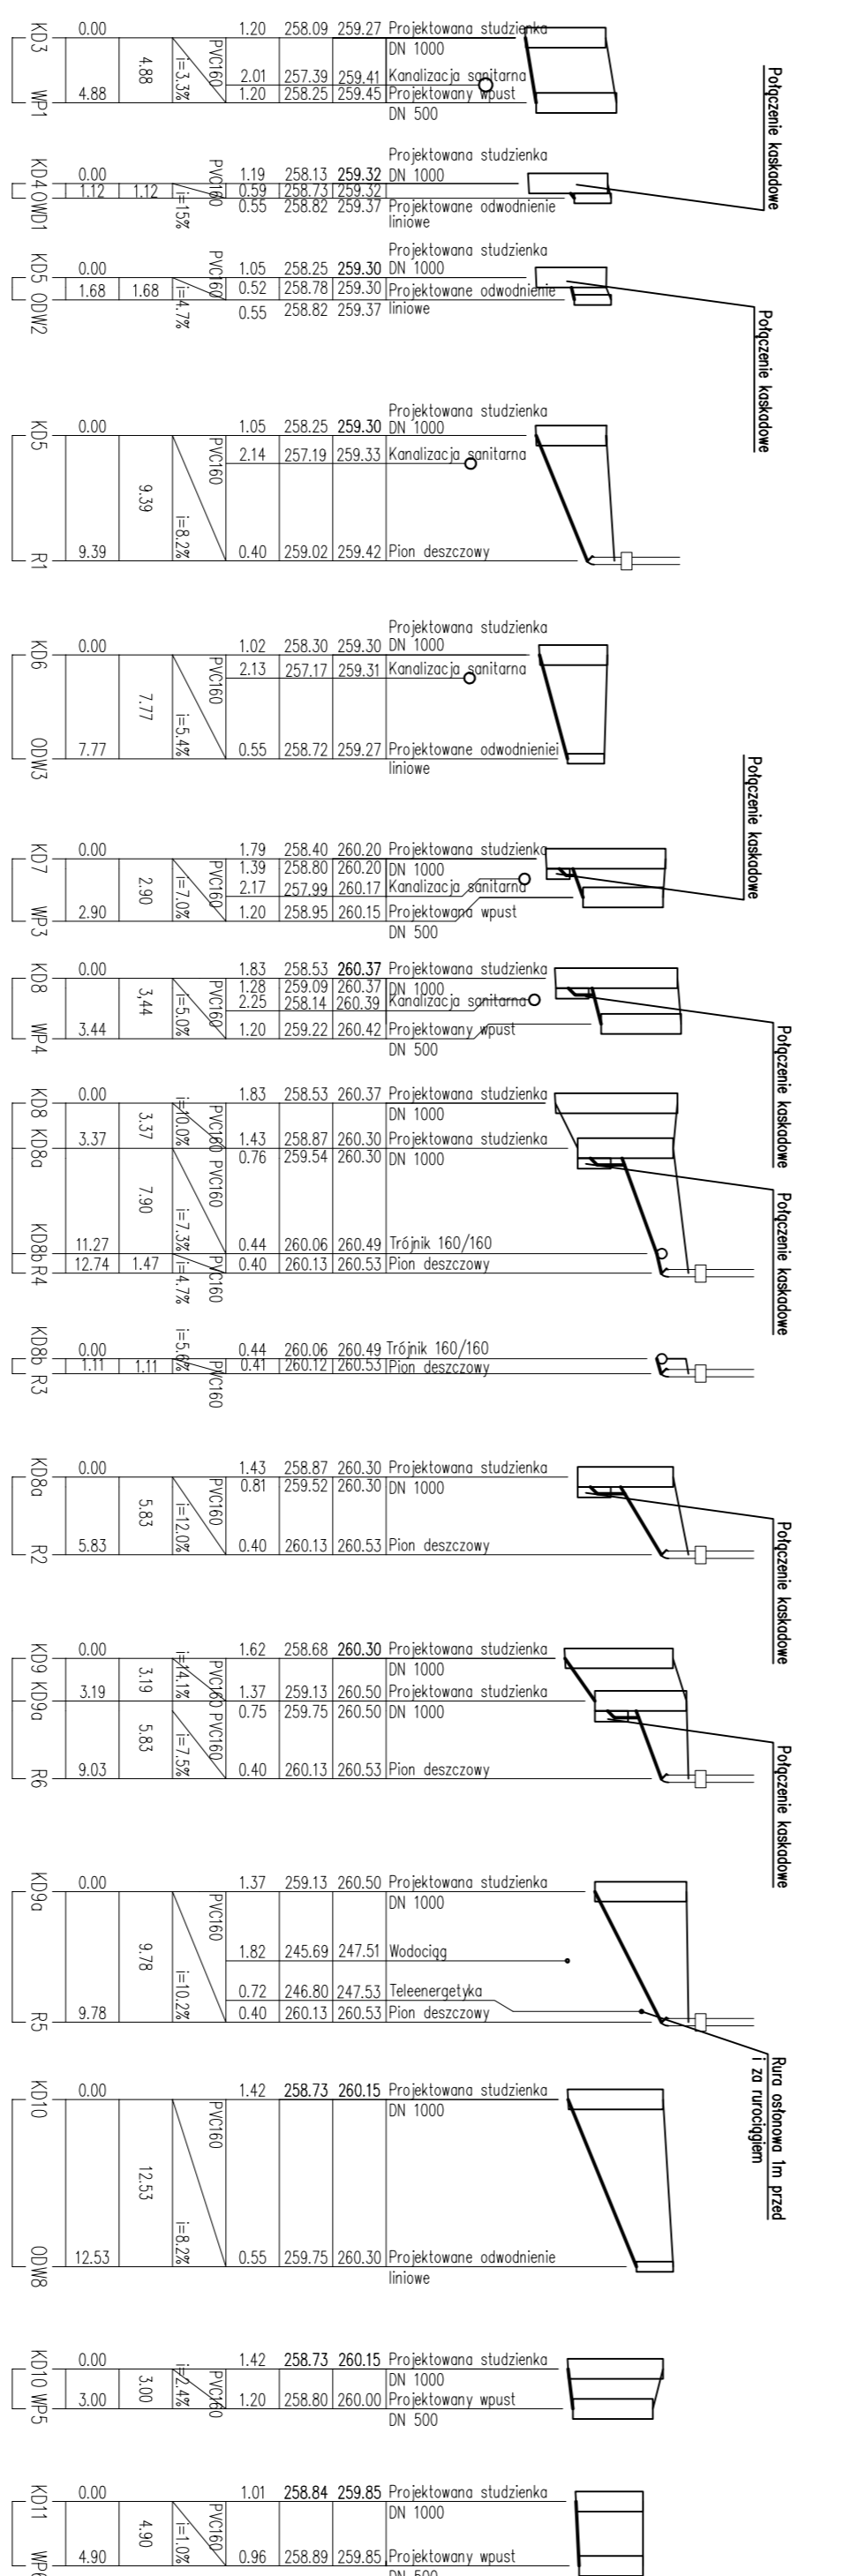 KD3 0.00 1.20 258.09 259.27 Projektowana studzienka
DN 1000
4.88 i=3.3% PVC160
2.01 257.39 259.41 Kanalizacja sanitarna
WP1 4.88 1.20 258.25 259.45 Projektowany wpust
DN 500
Połączenie kaskadowe
Projektowana studzienka
KD4 0.00 PVC160 1.19 258.13 259.32 DN 1000
OWD1 1.12 1.12 i=15% 0.59 258.73 259.32
0.55 258.82 259.37 Projektowane odwodnienie
liniowe
Projektowana studzienka
KD5 0.00 PVC160 1.05 258.25 259.30 DN 1000
ODW2 1.68 1.68 i=4.7% 0.52 258.78 259.30 Projektowane odwodnienie
0.55 258.82 259.37 liniowe
Połączenie kaskadowe
Projektowana studzienka
KD5 0.00 1.05 258.25 259.30 DN 1000
PVC160 2.14 257.19 259.33 Kanalizacja sanitarna
9.39 i=8.2%
R1 9.39 0.40 259.02 259.42 Pion deszczowy
Projektowana studzienka
KD6 0.00 1.02 258.30 259.30 DN 1000
PVC160 2.13 257.17 259.31 Kanalizacja sanitarna
7.77 i=5.4%
ODW3 7.77 0.55 258.72 259.27 Projektowane odwodnieniei
liniowe
Połączenie kaskadowe
KD7 0.00 1.79 258.40 260.20 Projektowana studzienka
1.39 258.80 260.20 DN 1000
2.90 i=7.0% PVC160 2.17 257.99 260.17 Kanalizacja sanitarna
WP3 2.90 1.20 258.95 260.15 Projektowana wpust
DN 500
KD8 0.00 1.83 258.53 260.37 Projektowana studzienka
1.28 259.09 260.37 DN 1000
3,44 i=5.0% PVC160 2.25 258.14 260.39 Kanalizacja sanitarna
WP4 3.44 1.20 259.22 260.42 Projektowany wpust
DN 500
Połączenie kaskadowe
KD8 0.00 1.83 258.53 260.37 Projektowana studzienka
DN 1000
3.37 i=10.0% PVC160
KD8a 3.37 1.43 258.87 260.30 Projektowana studzienka
0.76 259.54 260.30 DN 1000
7.90 i=7.3% PVC160
KD8b 11.27 0.44 260.06 260.49 Trójnik 160/160
R4 12.74 1.47 i=4.7% PVC160 0.40 260.13 260.53 Pion deszczowy
Połączenie kaskadowe
KD8b 0.00 0.44 260.06 260.49 Trójnik 160/160
R3 1.11 1.11 i=5.6% PVC160 0.41 260.12 260.53 Pion deszczowy
KD8a 0.00 1.43 258.87 260.30 Projektowana studzienka
0.81 259.52 260.30 DN 1000
5.83 i=12.0% PVC160
R2 5.83 0.40 260.13 260.53 Pion deszczowy
Połączenie kaskadowe
KD9 0.00 1.62 258.68 260.30 Projektowana studzienka
DN 1000
3.19 i=14.1% PVC160
KD9a 3.19 1.37 259.13 260.50 Projektowana studzienka
0.75 259.75 260.50 DN 1000
5.83 i=7.5% PVC160
R6 9.03 0.40 260.13 260.53 Pion deszczowy
Połączenie kaskadowe
KD9a 0.00 1.37 259.13 260.50 Projektowana studzienka
DN 1000
PVC160
9.78 1.82 245.69 247.51 Wodociąg
i=10.2% 0.72 246.80 247.53 Teleenergetyka
R5 9.78 0.40 260.13 260.53 Pion deszczowy
Rura osłonowa 1m przed
i za rurociągiem
KD10 0.00 1.42 258.73 260.15 Projektowana studzienka
DN 1000
PVC160
12.53 i=8.2%
ODW8 12.53 0.55 259.75 260.30 Projektowane odwodnienie
liniowe
KD10 0.00 1.42 258.73 260.15 Projektowana studzienka
DN 1000
3.00 i=2.4% PVC160
WP5 3.00 1.20 258.80 260.00 Projektowany wpust
DN 500
KD11 0.00 1.01 258.84 259.85 Projektowana studzienka
DN 1000
4.90 i=1.0% PVC160
WP6 4.90 0.96 258.89 259.85 Projektowany wpust
DN 500